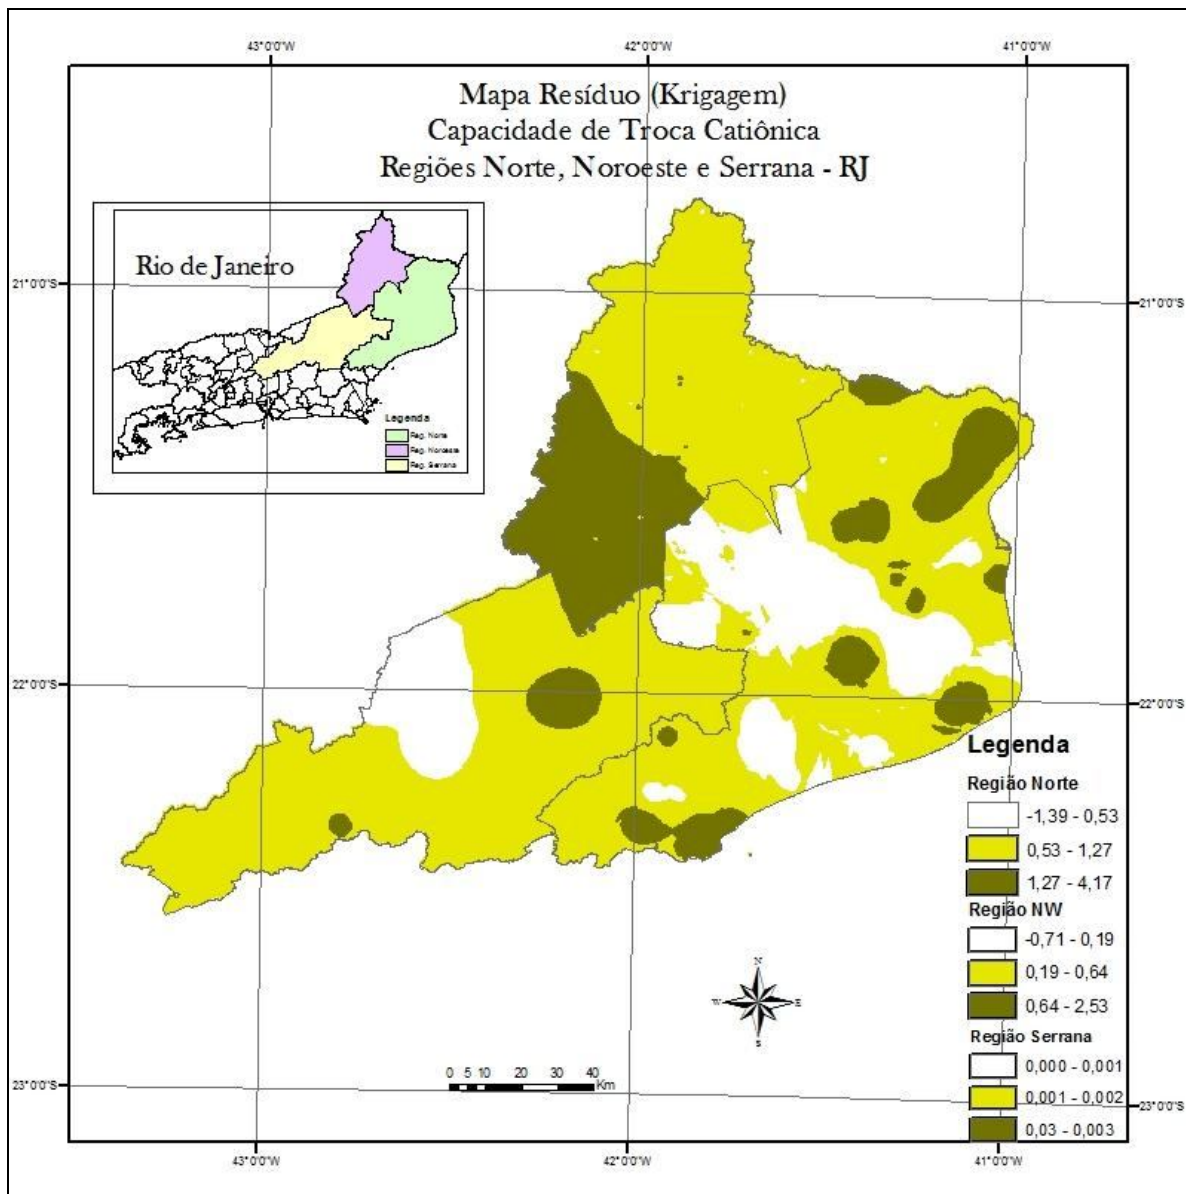 43°0'0"W
42°0'0"W
41°0'0"W
Mapa Resíduo (Krigagem)
Capacidade de Troca Catiônica
Regiões Norte, Noroeste e Serrana - RJ
Rio de Janeiro
Legenda
Reg. Norte
Reg. Noroeste
Reg. Serrana
21°0'0"S
21°0'0"S
22°0'0"S
22°0'0"S
Legenda
Região Norte
-1,39 - 0,53
0,53 - 1,27
1,27 - 4,17
Região NW
-0,71 - 0,19
0,19 - 0,64
0,64 - 2,53
Região Serrana
0,000 - 0,001
0,001 - 0,002
0,03 - 0,003
N
W E
S
0 5 10 20 30 40
Km
23°0'0"S
23°0'0"S
43°0'0"W
42°0'0"W
41°0'0"W